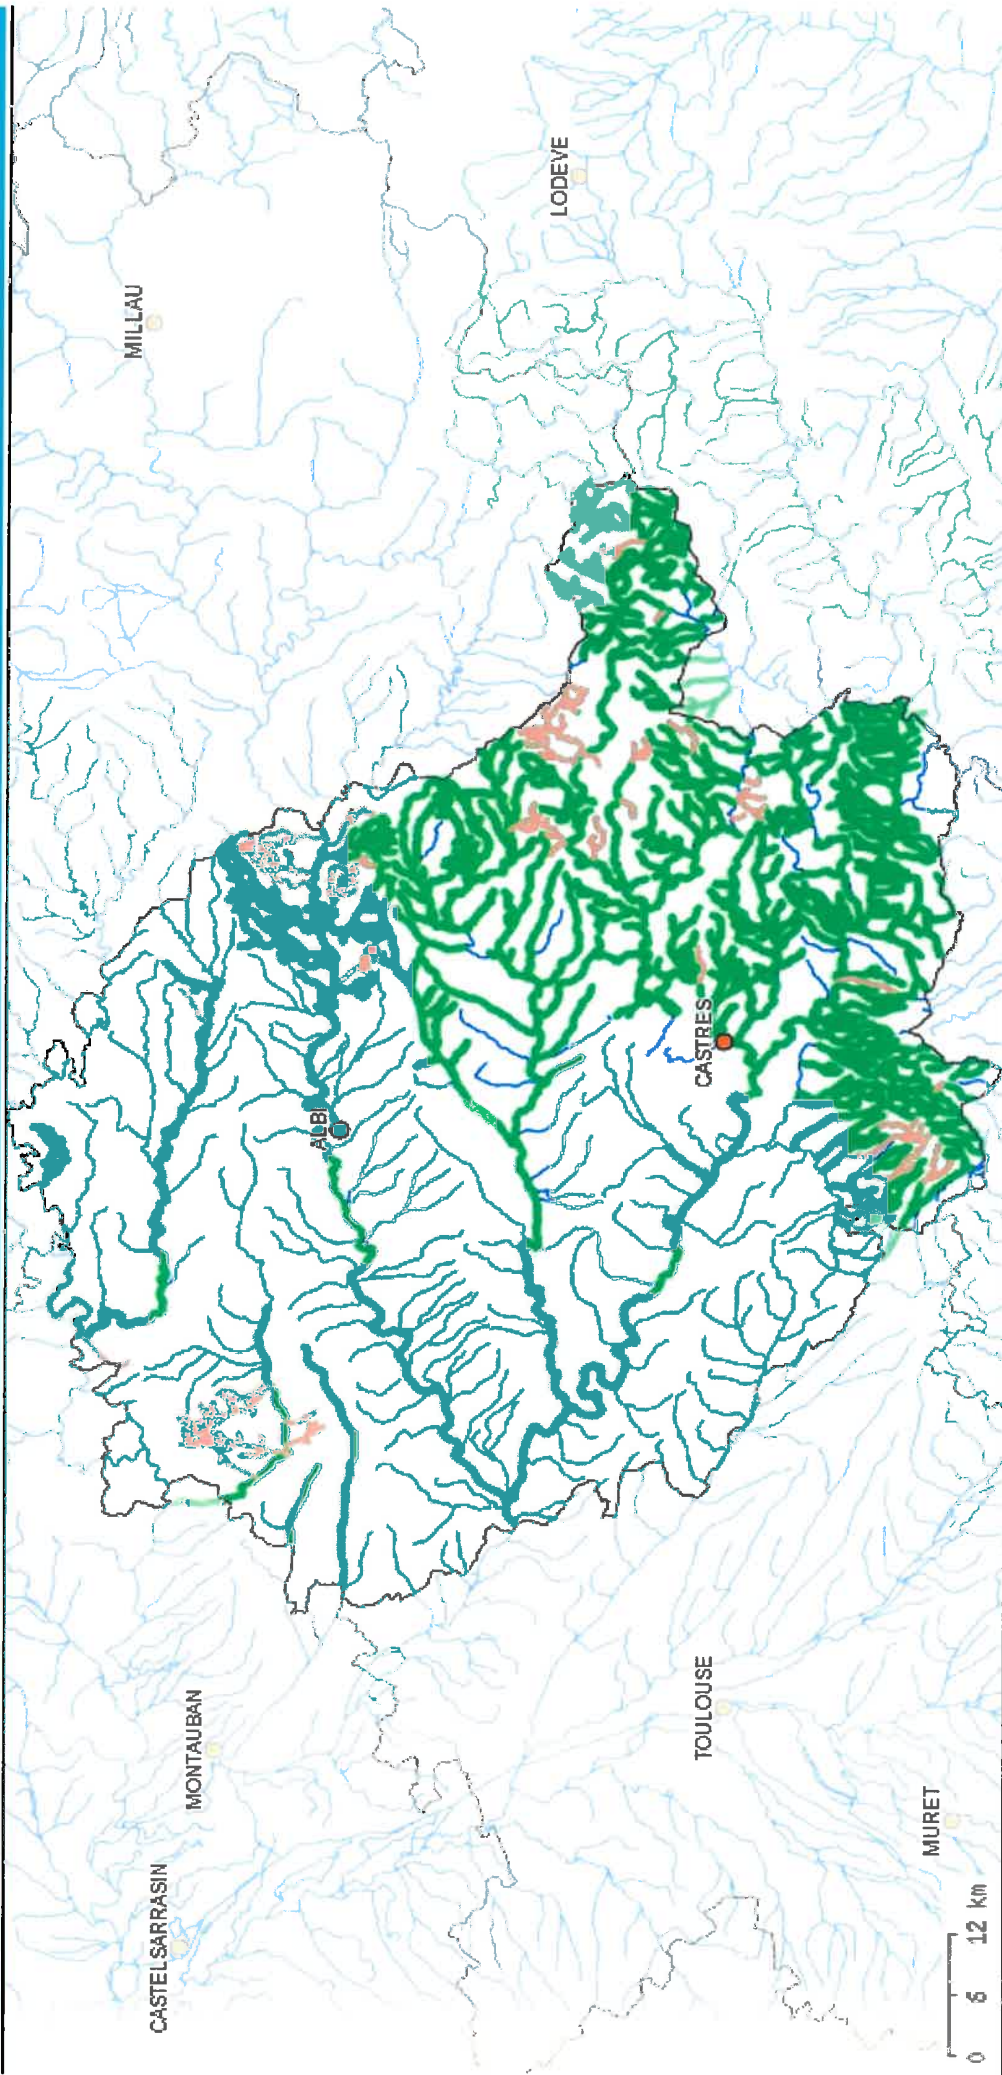 MILLAU
LODEVE
ALBI
CASTRES
MONTAUBAN
CASTELSARRASIN
TOULOUSE
MURET
0 6 12 km